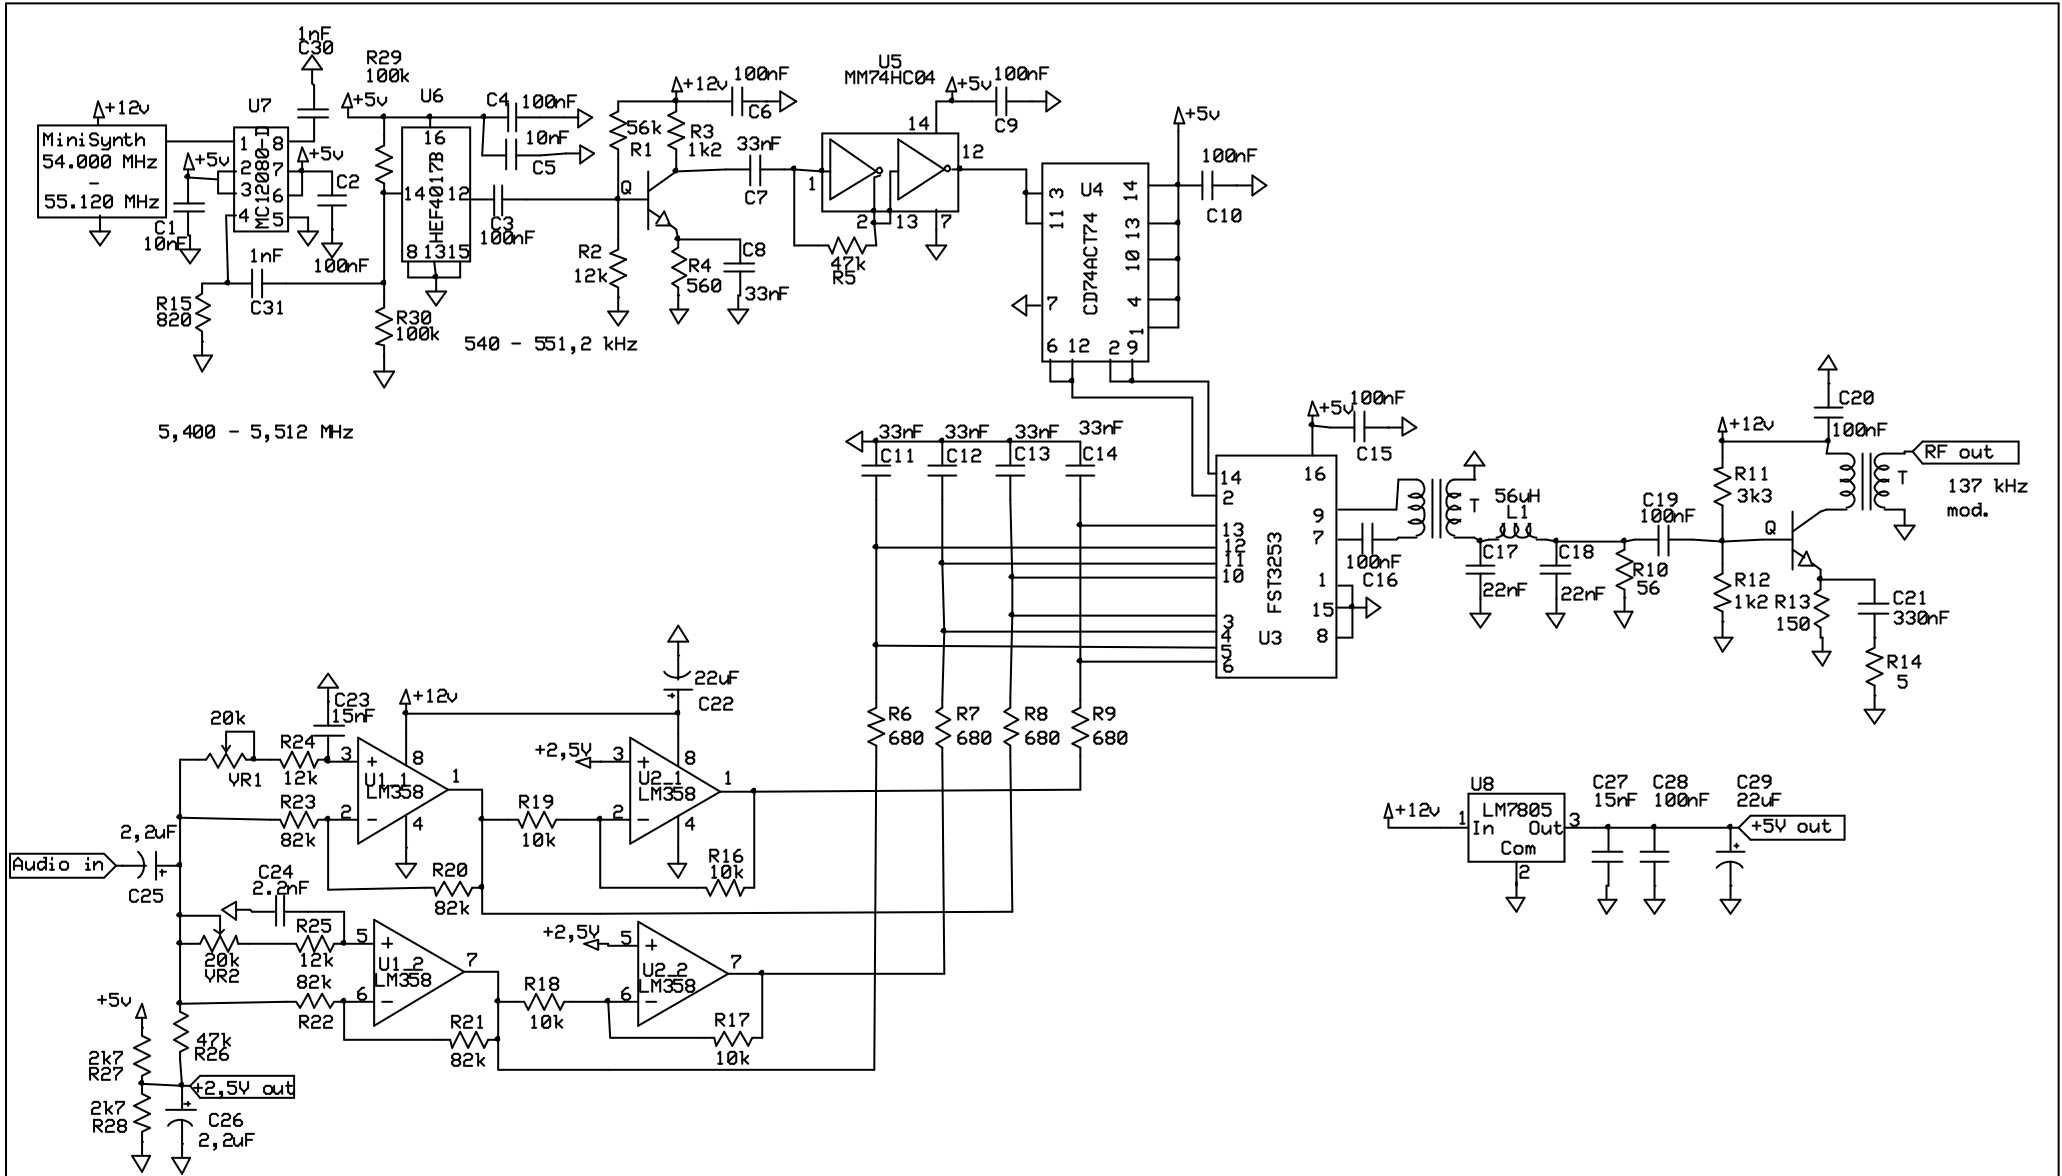 1nF
C30
R29
100k
U7
+12v
MiniSynth
54.000 MHz
-
55.120 MHz
MC12080-D
1
2
3
4
8
7
6
5
+5v
+5v
C1
10nF
C2
100nF
1nF
C31
R15
820
+5v
U6
HEF4017B
16
14
12
8 13 15
C4
100nF
10nF
C5
C3
100nF
R30
100k
540 - 551,2 kHz
5,400 - 5,512 MHz
+12v
100nF
C6
56k
R1
R3
1k2
33nF
C7
Q
R2
12k
R4
560
C8
33nF
U5
MM74HC04
+5v
100nF
C9
14
1
12
2
13
7
47k
R5
+5v
U4
CD74ACT74
3
11
14
13
10
4
1
7
6 12 2 9
100nF
C10
33nF
33nF
33nF
33nF
C11
C12
C13
C14
+5v
100nF
C15
FST3253
U3
16
14
2
13
12
11
10
3
4
5
6
9
7
1
15
8
100nF
C16
T
56uH
L1
C17
22nF
C18
22nF
R10
56
C19
100nF
+12v
R11
3k3
R12
1k2
Q
R13
150
C20
100nF
T
RF out
137 kHz
mod.
C21
330nF
R14
5
R6
680
R7
680
R8
680
R9
680
Audio in
2,2uF
C25
20k
VR1
R24
12k
C23
15nF
+12v
R23
82k
U1_1
LM358
3
2
8
4
1
+
-
R20
82k
R19
10k
22uF
C22
+
+2,5V
U2_1
LM358
3
2
8
4
1
+
-
R16
10k
C24
2.2nF
20k
VR2
R25
12k
82k
R22
U1_2
LM358
5
6
7
+
-
R21
82k
R18
10k
+2,5V
U2_2
LM358
5
6
7
+
-
R17
10k
+5v
2k7
R27
2k7
R28
47k
R26
+2,5V out
+
C26
2,2uF
+
U8
LM7805
+12v
1
In
Out
3
Com
2
C27
15nF
C28
100nF
C29
22uF
+
+5V out